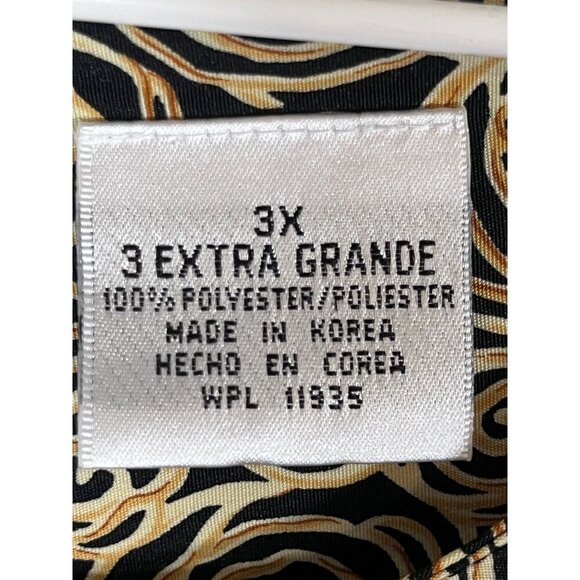 3X
3 EXTRA GRANDE
100% POLYESTER/POLIESTER
MADE IN KOREA
HECHO EN COREA
WPL 11935